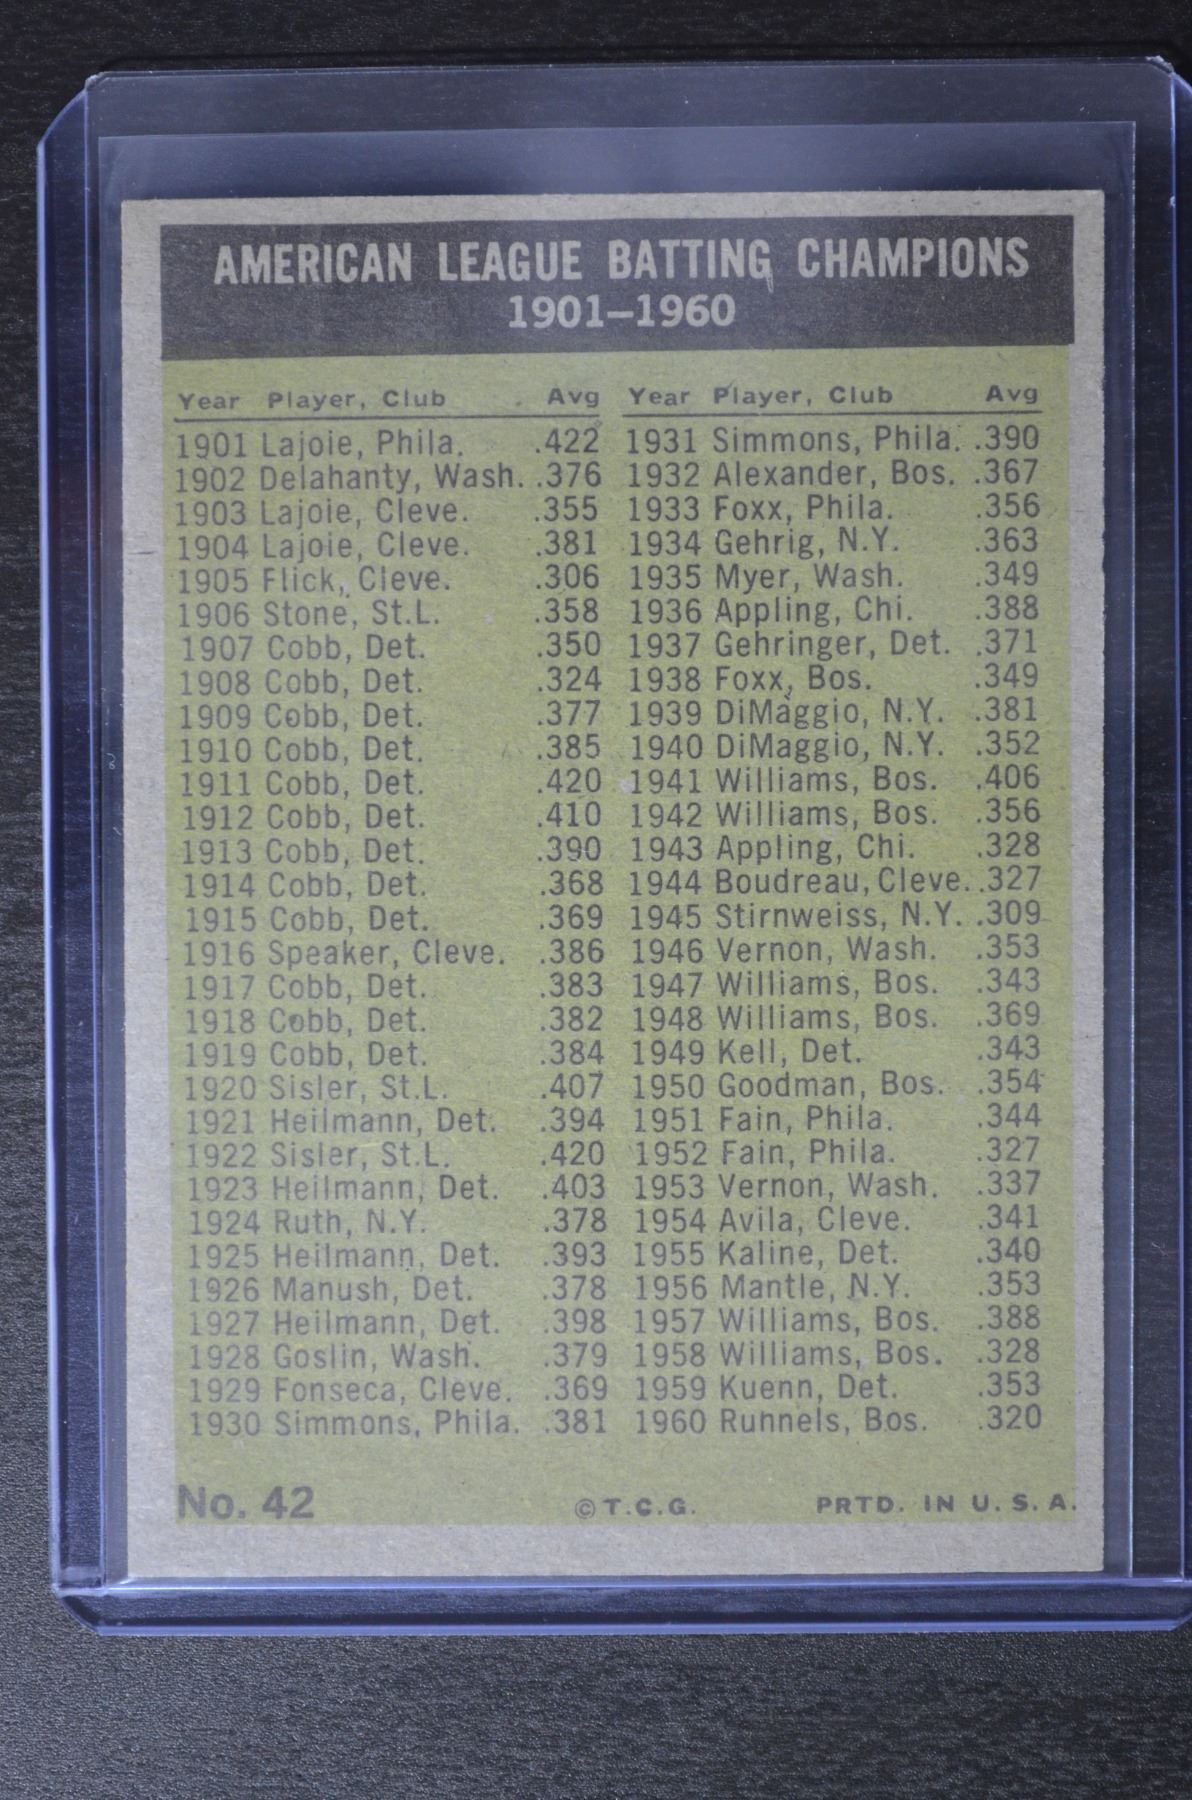 AMERICAN LEAGUE BATTING CHAMPIONS
1901–1960
Year Player, Club Avg Year Player, Club Avg
1901 Lajoie, Phila. .422 1931 Simmons, Phila. .390
1902 Delahanty, Wash. .376 1932 Alexander, Bos. .367
1903 Lajoie, Cleve. .355 1933 Foxx, Phila. .356
1904 Lajoie, Cleve. .381 1934 Gehrig, N.Y. .363
1905 Flick, Cleve. .306 1935 Myer, Wash. .349
1906 Stone, St.L. .358 1936 Appling, Chi. .388
1907 Cobb, Det. .350 1937 Gehringer, Det. .371
1908 Cobb, Det. .324 1938 Foxx, Bos. .349
1909 Cobb, Det. .377 1939 DiMaggio, N.Y. .381
1910 Cobb, Det. .385 1940 DiMaggio, N.Y. .352
1911 Cobb, Det. .420 1941 Williams, Bos. .406
1912 Cobb, Det. .410 1942 Williams, Bos. .356
1913 Cobb, Det. .390 1943 Appling, Chi. .328
1914 Cobb, Det. .368 1944 Boudreau, Cleve. .327
1915 Cobb, Det. .369 1945 Stirnweiss, N.Y. .309
1916 Speaker, Cleve. .386 1946 Vernon, Wash. .353
1917 Cobb, Det. .383 1947 Williams, Bos. .343
1918 Cobb, Det. .382 1948 Williams, Bos. .369
1919 Cobb, Det. .384 1949 Kell, Det. .343
1920 Sisler, St.L. .407 1950 Goodman, Bos. .354
1921 Heilmann, Det. .394 1951 Fain, Phila. .344
1922 Sisler, St.L. .420 1952 Fain, Phila. .327
1923 Heilmann, Det. .403 1953 Vernon, Wash. .337
1924 Ruth, N.Y. .378 1954 Avila, Cleve. .341
1925 Heilmann, Det. .393 1955 Kaline, Det. .340
1926 Manush, Det. .378 1956 Mantle, N.Y. .353
1927 Heilmann, Det. .398 1957 Williams, Bos. .388
1928 Goslin, Wash. .379 1958 Williams, Bos. .328
1929 Fonseca, Cleve. .369 1959 Kuenn, Det. .353
1930 Simmons, Phila. .381 1960 Runnels, Bos. .320
No. 42 © T.C.G. PRTD. IN U.S.A.